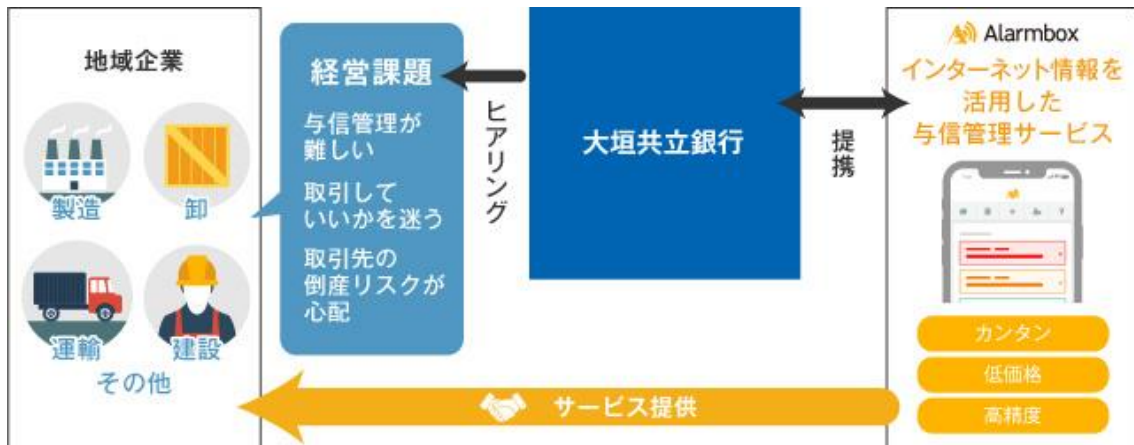 地域企業
製造
卸
運輸
建設
その他
経営課題
与信管理が
難しい
取引して
いいかを迷う
取引先の
倒産リスクが
心配
ヒアリング
大垣共立銀行
提携
Alarmbox
インターネット情報を
活用した
与信管理サービス
カンタン
低価格
高精度
サービス提供